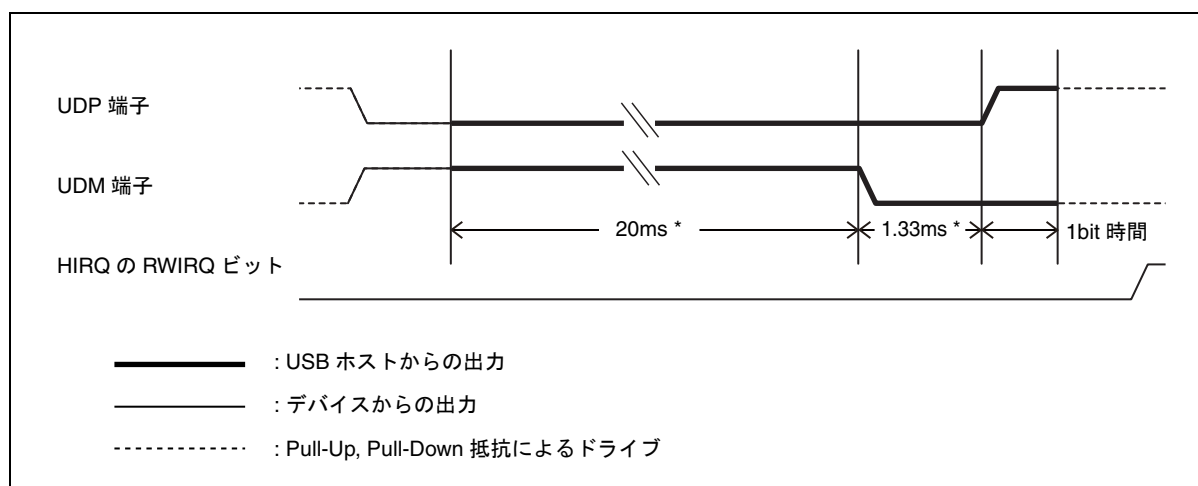 UDP 端子
UDM 端子
20ms *
1.33ms *
1bit 時間
HIRQ の RWIRQ ビット
: USB ホストからの出力
: デバイスからの出力
: Pull-Up, Pull-Down 抵抗によるドライブ